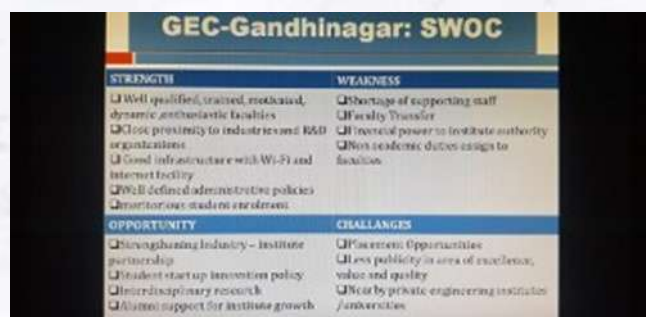 GEC-Gandhinagar: SWOC
STRENGTH
❑Well qualified, trained, motivated,
dynamic ,enthusiastic faculties
❑Close proximity to industries and R&D
organizations
❑Good infrastructure with Wi-Fi and
internet facility
❑Well defined administrative policies
❑meritorious student enrolment
WEAKNESS
❑Shortage of supporting staff
❑Faculty Transfer
❑Financial power to institute authority
❑Non academic duties assign to
faculties
OPPORTUNITY
❑Strengthening Industry – institute
partnership
❑Student start up innovation policy
❑Interdisciplinary research
❑Alumni support for institute growth
CHALLANGES
❑Placement Opportunities
❑Less publicity in area of excellence,
value and quality
❑Nearby private engineering institutes
/universities